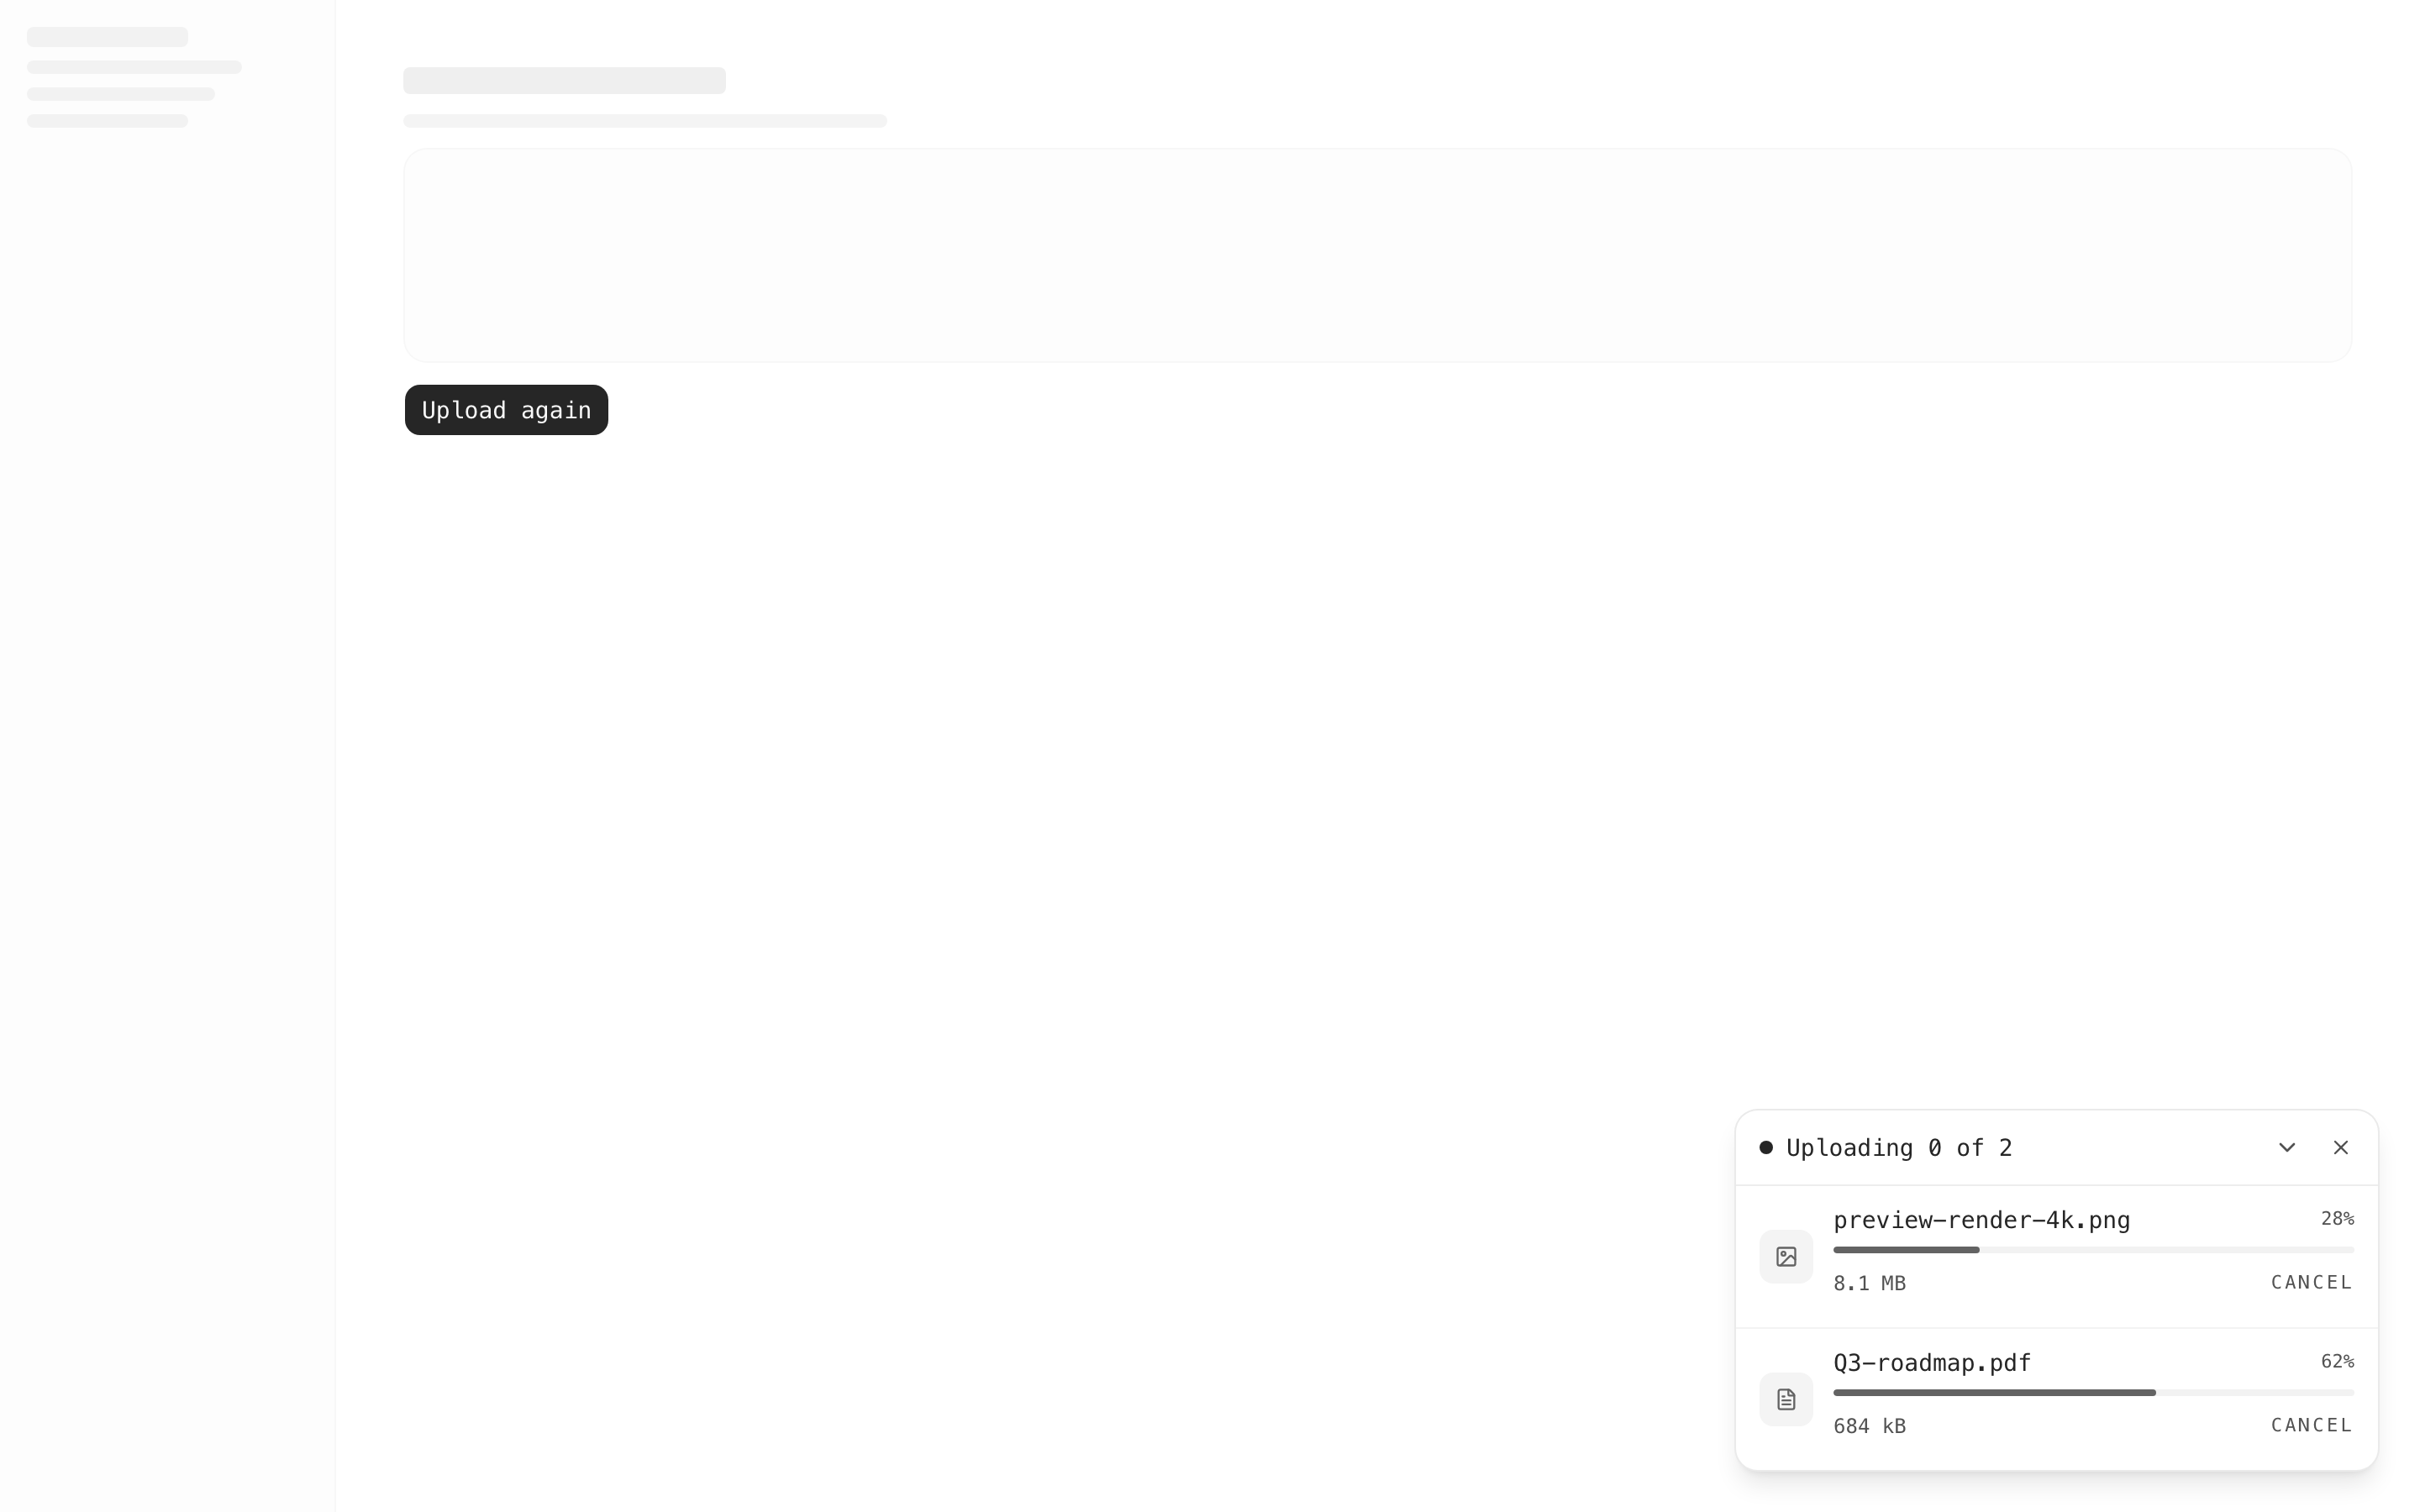 Upload again
Uploading 0 of 2
preview-render-4k.png
28%
8.1 MB
CANCEL
Q3-roadmap.pdf
62%
684 kB
CANCEL